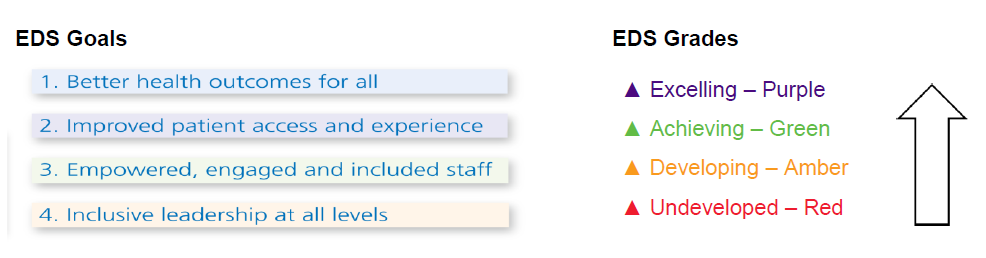 EDS Goals
1. Better health outcomes for all
2. Improved patient access and experience
3. Empowered, engaged and included staff
4. Inclusive leadership at all levels
EDS Grades
▲ Excelling – Purple
▲ Achieving – Green
▲ Developing – Amber
▲ Undeveloped – Red